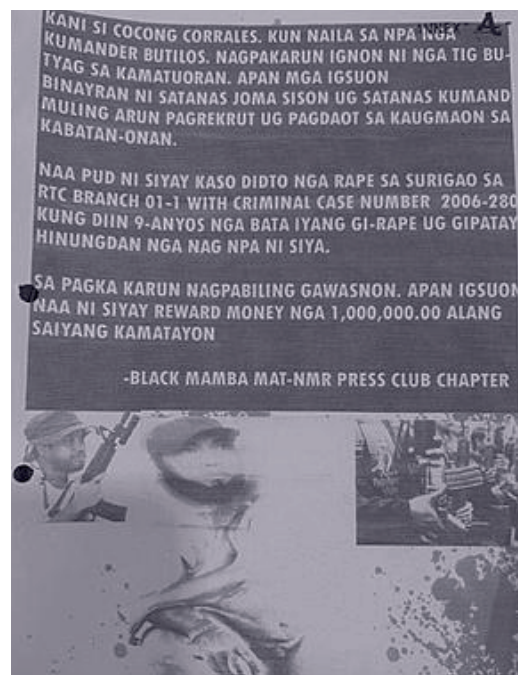 KANI SI COCONG CORRALES. KUN NAILA SA NPA NGA
KUMANDER BUTILOS. NAGPAKARUN IGNON NI NGA TIG BU-
TYAG SA KAMATUORAN. APAN MGA IGSUON
BINAYRAN NI SATANAS JOMA SISON UG SATANAS KUMAND
MULING ARUN PAGREKRUT UG PAGDAOT SA KAUGMAON SA
KABATAN-ONAN.
NAA PUD NI SIYAY KASO DIDTO NGA RAPE SA SURIGAO SA
RTC BRANCH 01-1 WITH CRIMINAL CASE NUMBER 2006-280
KUNG DIIN 9-ANYOS NGA BATA IYANG GI-RAPE UG GIPATAY
HINUNGDAN NGA NAG NPA NI SIYA.
SA PAGKA KARUN NAGPABILING GAWASNON. APAN IGSUON
NAA NI SIYAY REWARD MONEY NGA 1,000,000.00 ALANG
SAIYANG KAMATAYON
-BLACK MAMBA MAT-NMR PRESS CLUB CHAPTER